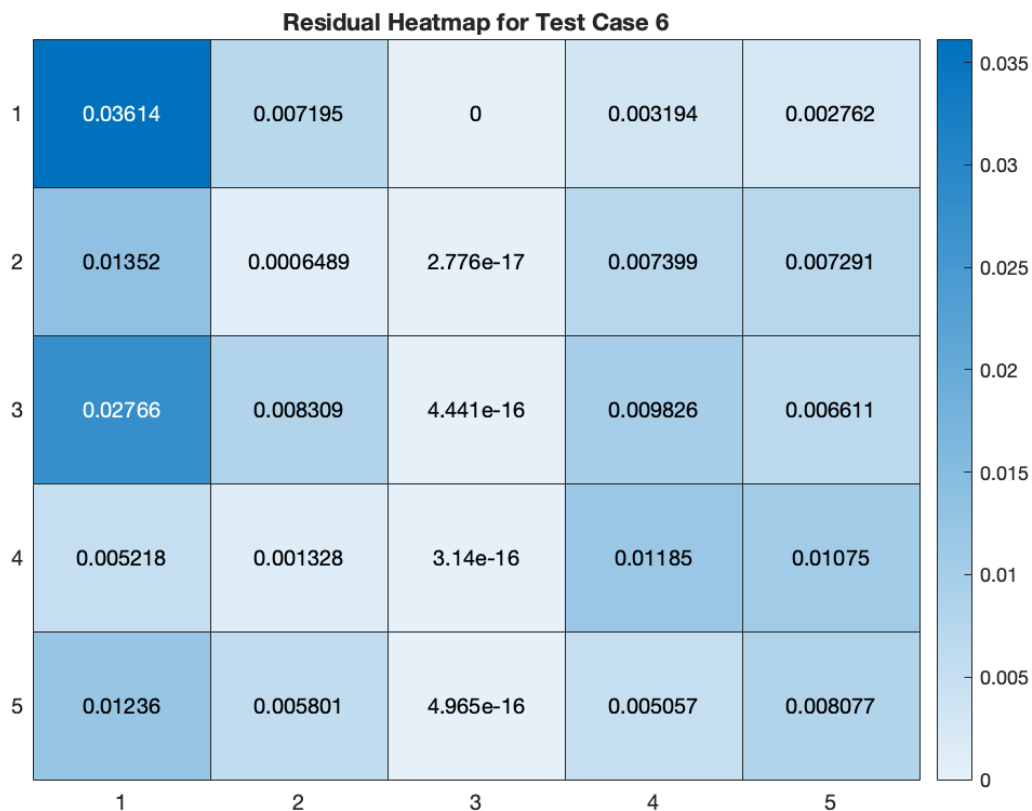 Residual Heatmap for Test Case 6
1 0.03614 0.007195 0 0.003194 0.002762
2 0.01352 0.0006489 2.776e-17 0.007399 0.007291
3 0.02766 0.008309 4.441e-16 0.009826 0.006611
4 0.005218 0.001328 3.14e-16 0.01185 0.01075
5 0.01236 0.005801 4.965e-16 0.005057 0.008077
1 2 3 4 5
0.035
0.03
0.025
0.02
0.015
0.01
0.005
0